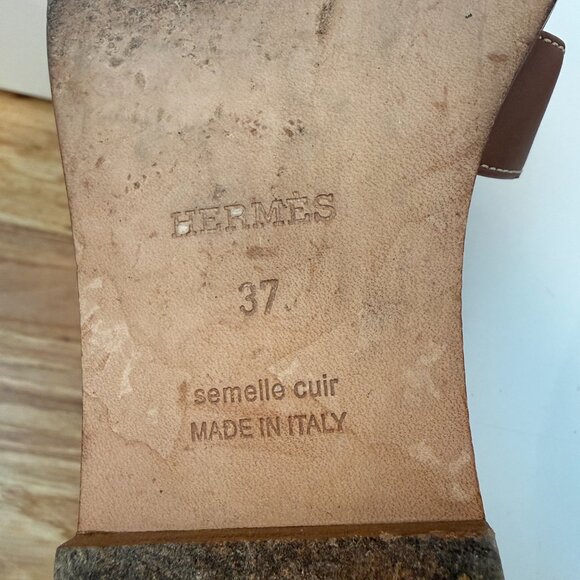 HERMÈS
37
semelle cuir
MADE IN ITALY